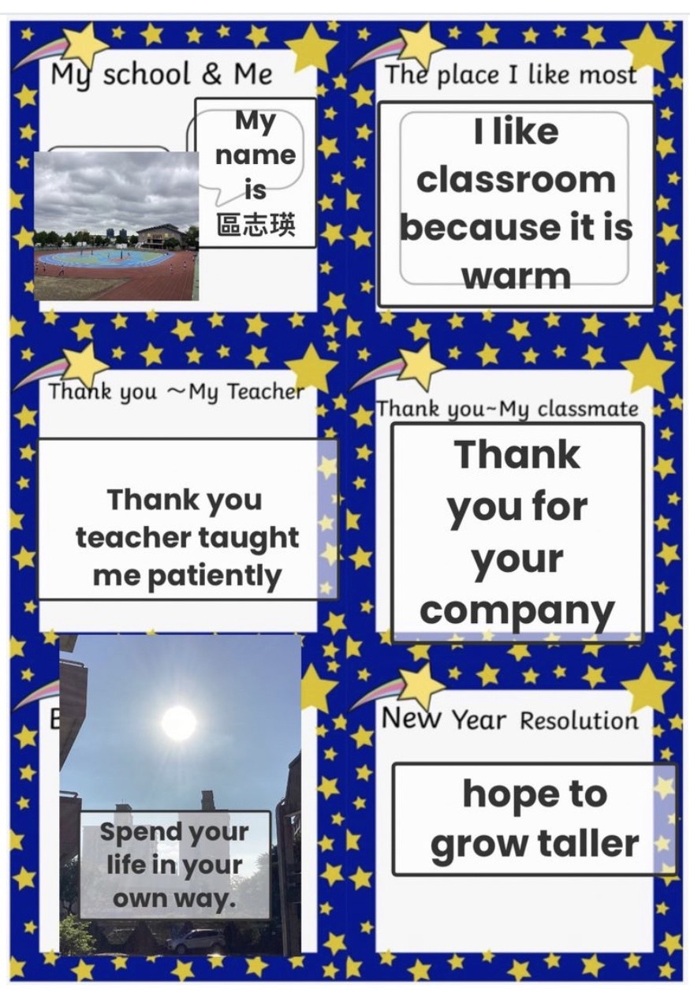 My school & Me
My
name
is
區志瑛
The place I like most
I like
classroom
because it is
warm
Thank you ~My Teacher
Thank you
teacher taught
me patiently
Thank you~My classmate
Thank
you for
your
company
Spend your
life in your
own way.
New Year Resolution
hope to
grow taller